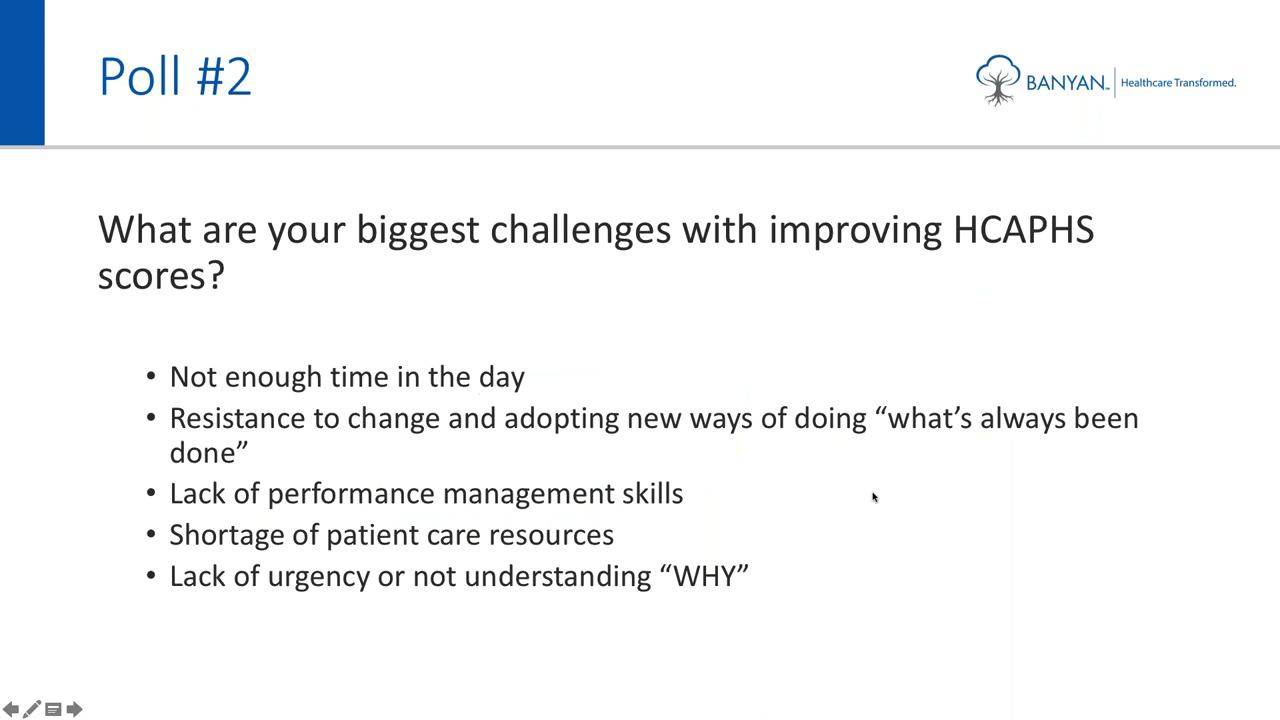 Poll #2
BANYAN™ Healthcare Transformed.
What are your biggest challenges with improving HCAPHS
scores?
• Not enough time in the day
• Resistance to change and adopting new ways of doing “what’s always been
done”
• Lack of performance management skills
• Shortage of patient care resources
• Lack of urgency or not understanding “WHY”